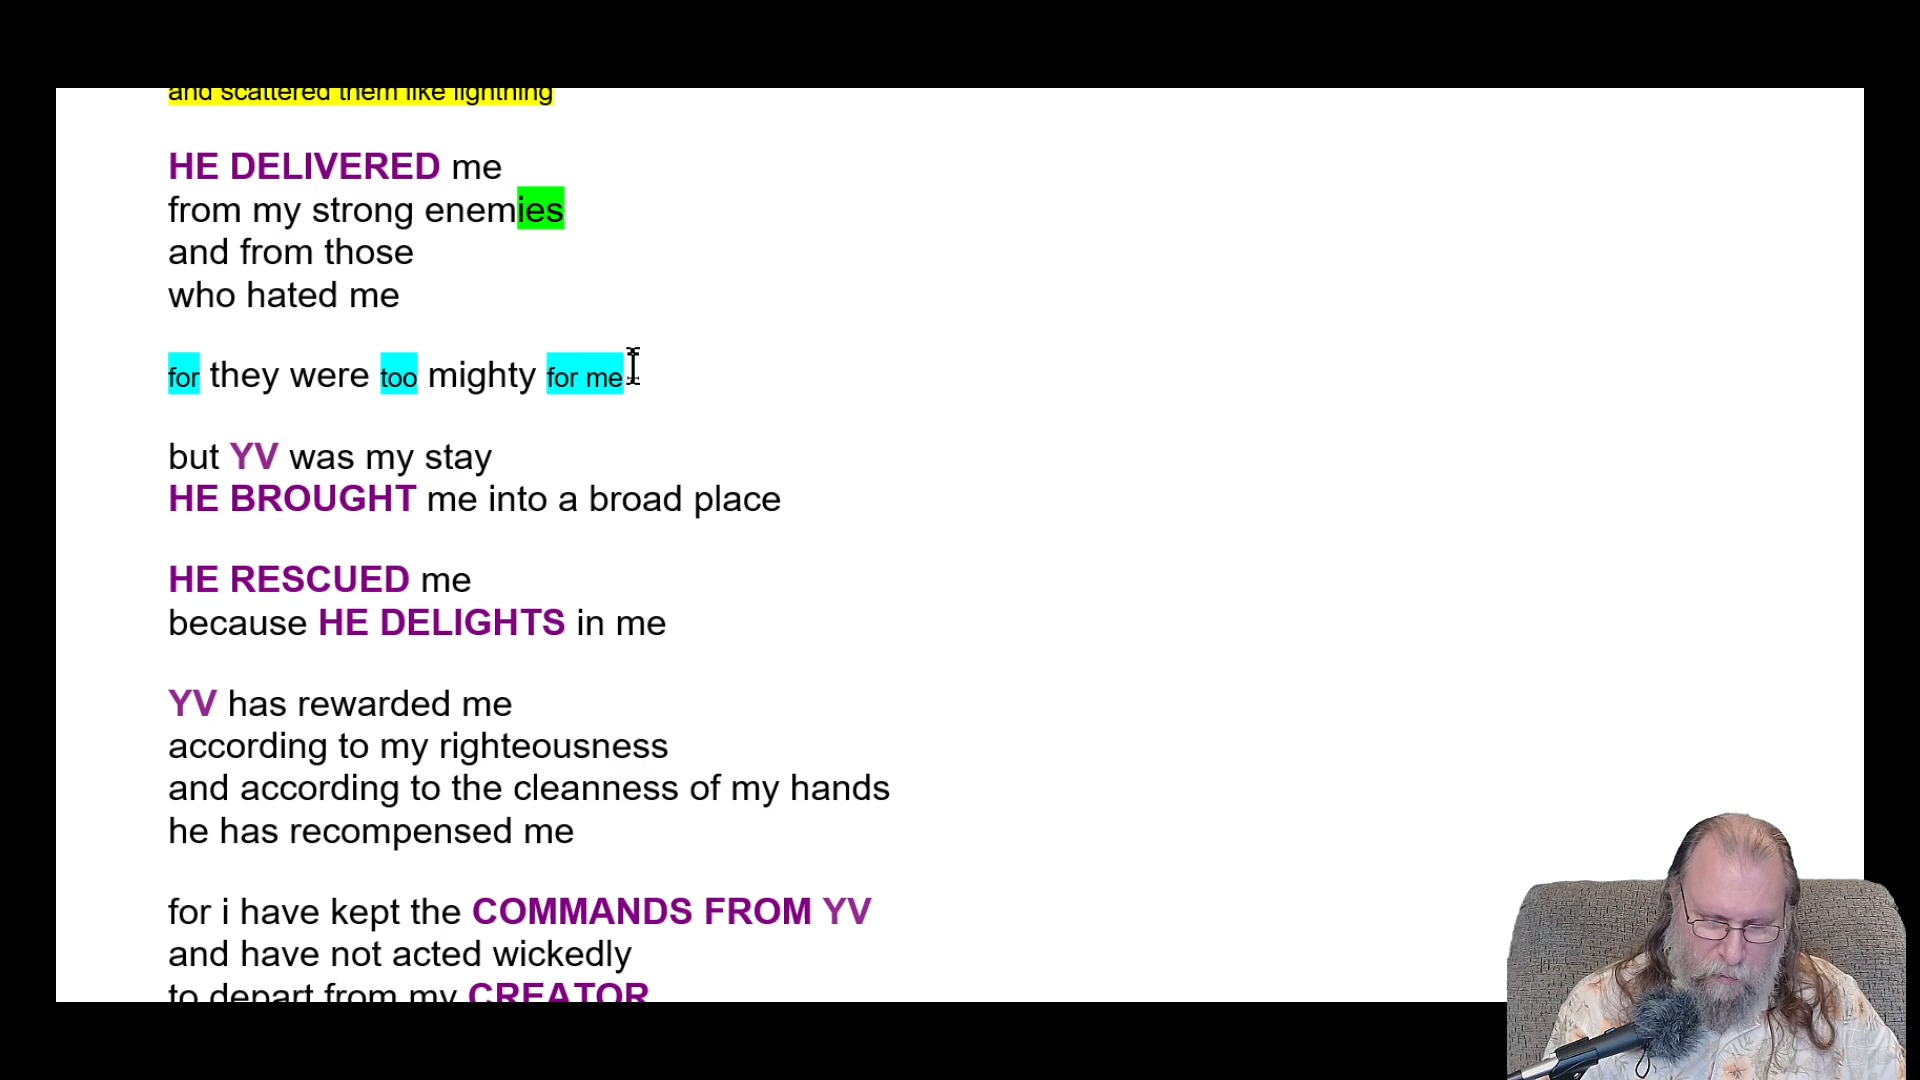 and scattered them like lightning
HE DELIVERED me
from my strong enemies
and from those
who hated me
for they were too mighty for me
but YV was my stay
HE BROUGHT me into a broad place
HE RESCUED me
because HE DELIGHTS in me
YV has rewarded me
according to my righteousness
and according to the cleanness of my hands
he has recompensed me
for i have kept the COMMANDS FROM YV
and have not acted wickedly
to depart from my CREATOR